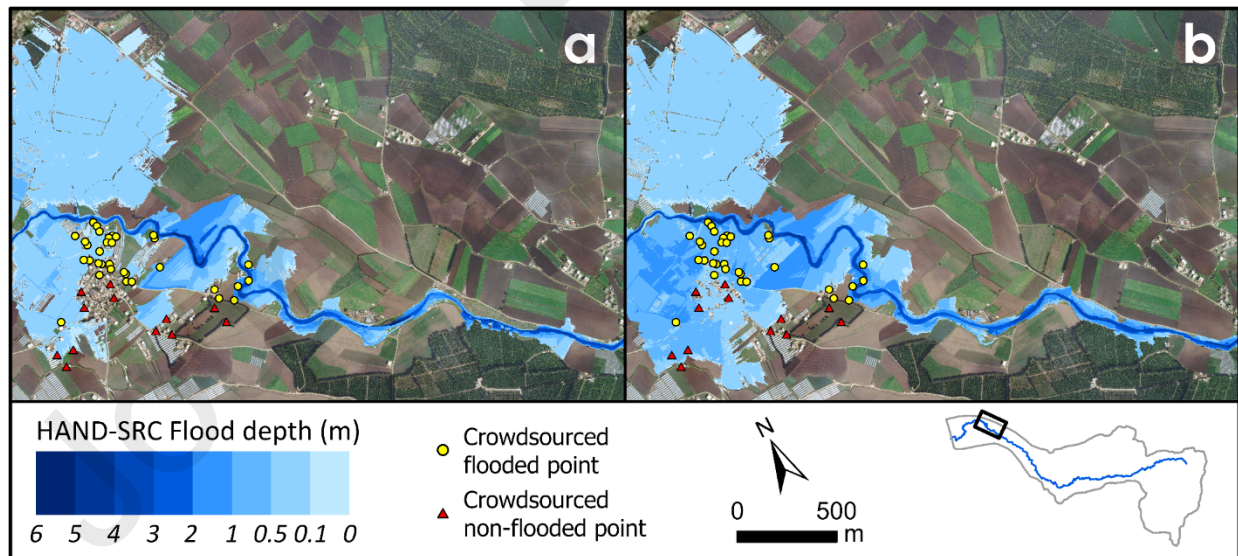 a
b
HAND-SRC Flood depth (m)
6 5 4 3 2 1 0.5 0.1 0
Crowdsourced
flooded point
Crowdsourced
non-flooded point
N
0 500
m